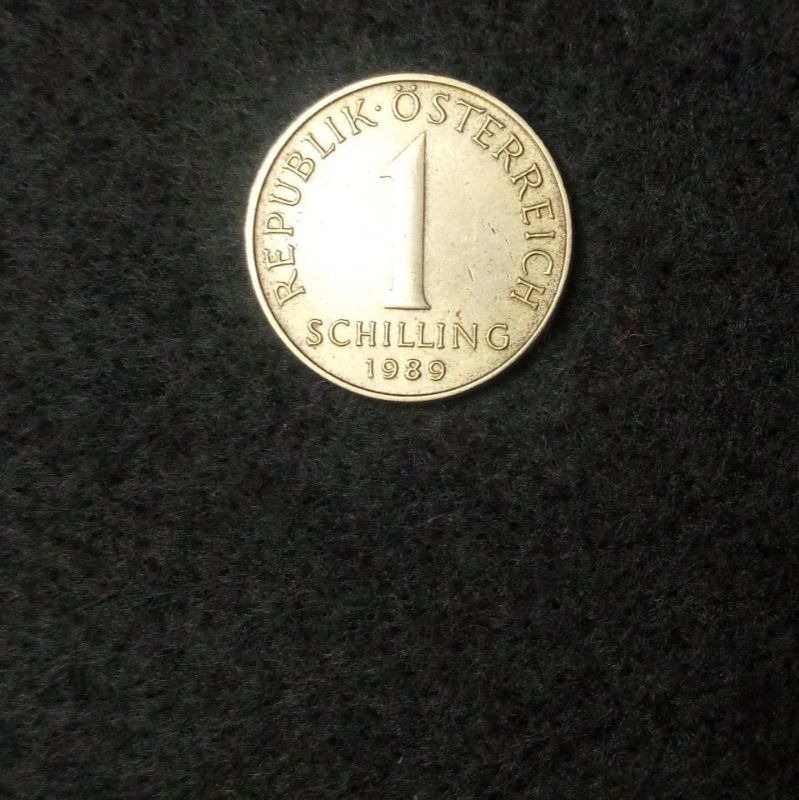 REPUBLIK · ÖSTERREICH
1
SCHILLING
1989